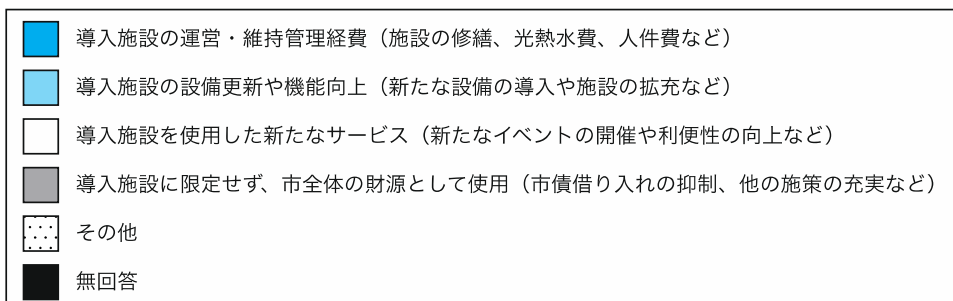 導入施設の運営・維持管理経費（施設の修繕、光熱水費、人件費など）
導入施設の設備更新や機能向上（新たな設備の導入や施設の拡充など）
導入施設を使用した新たなサービス（新たなイベントの開催や利便性の向上など）
導入施設に限定せず、市全体の財源として使用（市債借り入れの抑制、他の施策の充実など）
その他
無回答